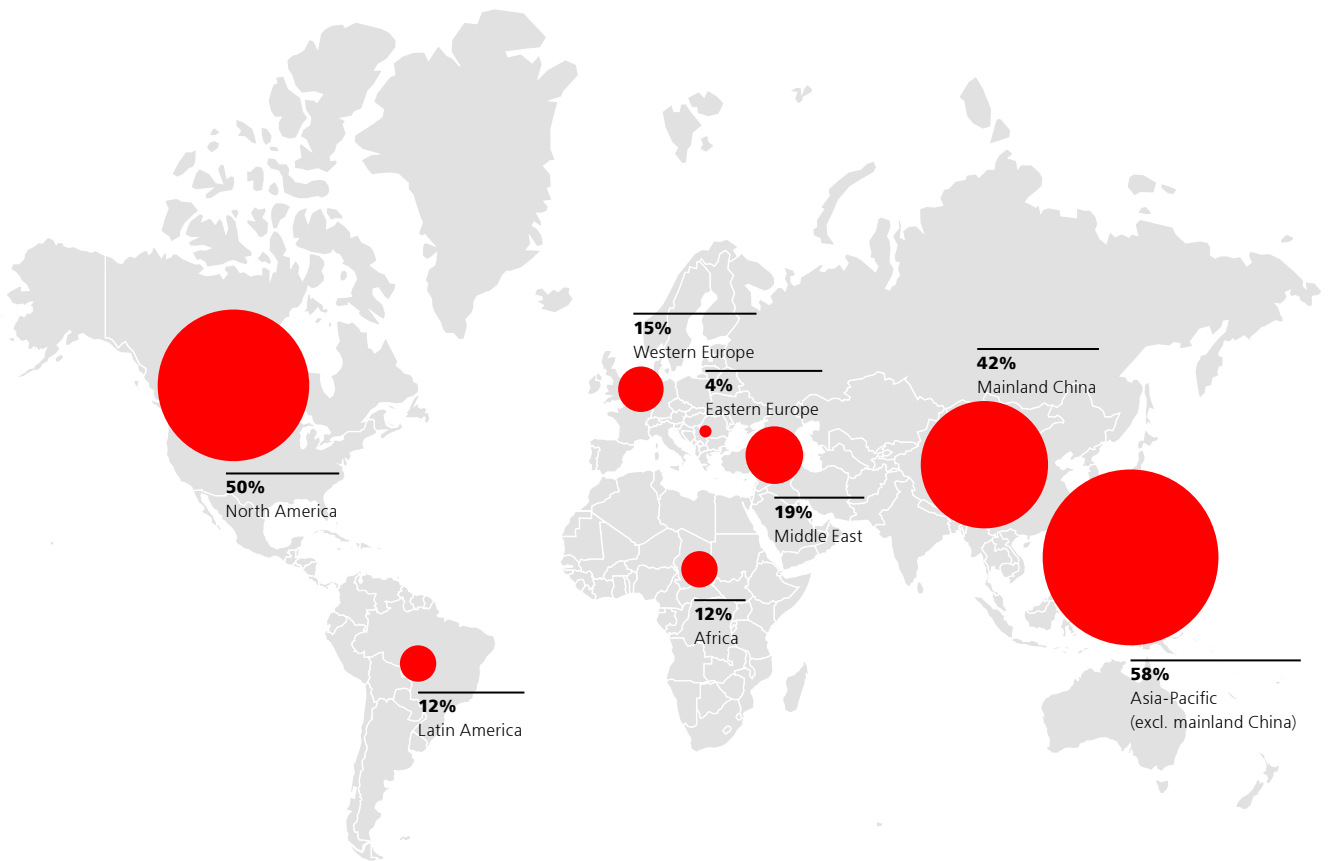 15%
Western Europe
4%
Eastern Europe
42%
Mainland China
50%
North America
19%
Middle East
12%
Africa
58%
Asia-Pacific
(excl. mainland China)
12%
Latin America